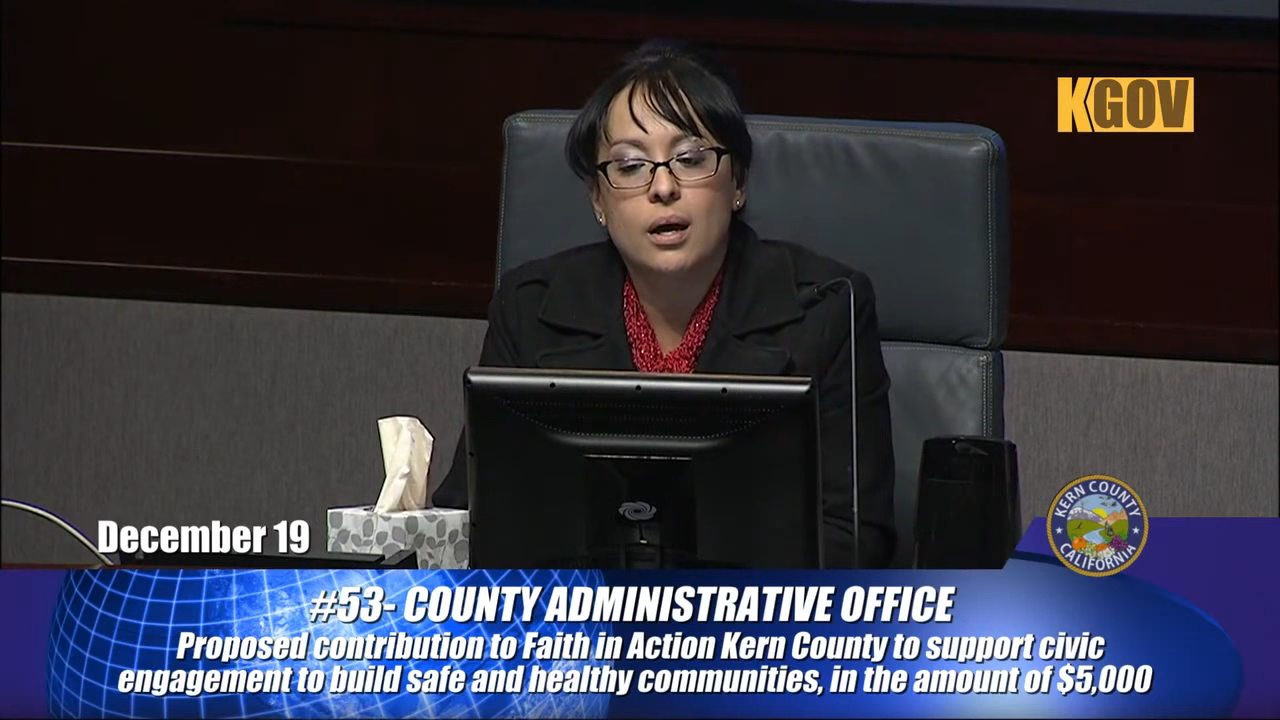 KGOV
KERN COUNTY
CALIFORNIA
December 19
#53- COUNTY ADMINISTRATIVE OFFICE
Proposed contribution to Faith in Action Kern County to support civic
engagement to build safe and healthy communities, in the amount of $5,000